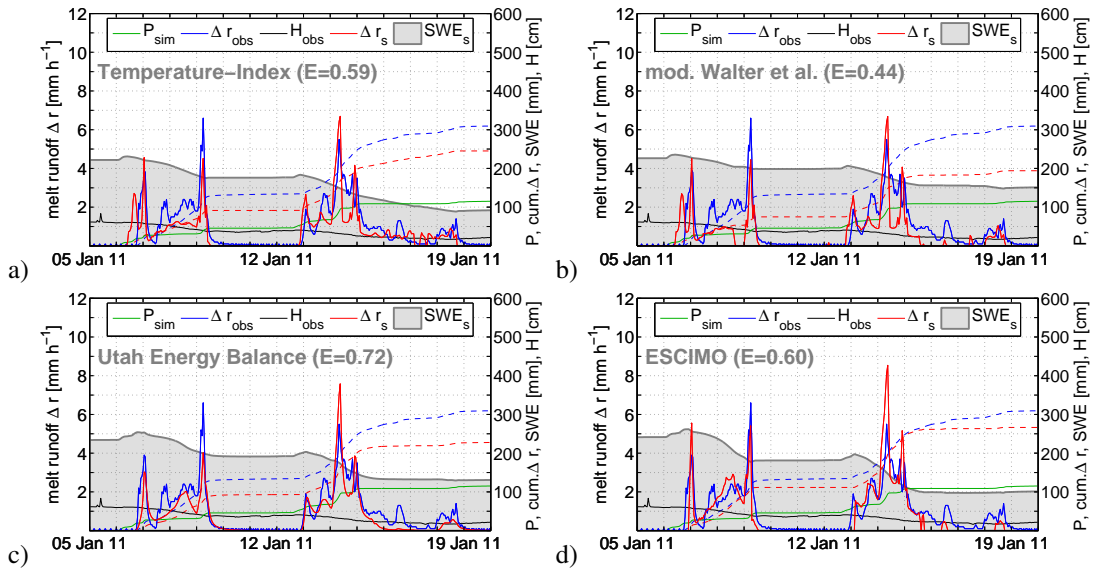 12 600
P_sim Δ r_obs H_obs Δ r_s SWE_s
10 500
Temperature−Index (E=0.59)
8 400
6 300
4 200
2 100
melt runoff Δ r [mm h⁻¹]
P, cum.Δ r, SWE [mm], H [cm]
05 Jan 11 12 Jan 11 19 Jan 11
a)
12 600
P_sim Δ r_obs H_obs Δ r_s SWE_s
10 500
mod. Walter et al. (E=0.44)
8 400
6 300
4 200
2 100
melt runoff Δ r [mm h⁻¹]
P, cum.Δ r, SWE [mm], H [cm]
05 Jan 11 12 Jan 11 19 Jan 11
b)
12 600
P_sim Δ r_obs H_obs Δ r_s SWE_s
10 500
Utah Energy Balance (E=0.72)
8 400
6 300
4 200
2 100
melt runoff Δ r [mm h⁻¹]
P, cum.Δ r, SWE [mm], H [cm]
05 Jan 11 12 Jan 11 19 Jan 11
c)
12 600
P_sim Δ r_obs H_obs Δ r_s SWE_s
10 500
ESCIMO (E=0.60)
8 400
6 300
4 200
2 100
melt runoff Δ r [mm h⁻¹]
P, cum.Δ r, SWE [mm], H [cm]
05 Jan 11 12 Jan 11 19 Jan 11
d)